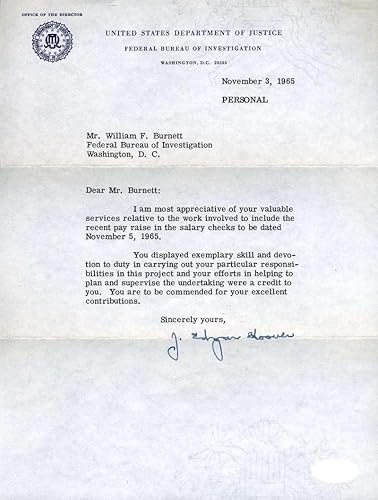 OFFICE OF THE DIRECTOR
UNITED STATES DEPARTMENT OF JUSTICE
FEDERAL BUREAU OF INVESTIGATION
WASHINGTON, D.C. 20535
November 3, 1965
PERSONAL
Mr. William F. Burnett
Federal Bureau of Investigation
Washington, D. C.
Dear Mr. Burnett:
I am most appreciative of your valuable
services relative to the work involved to include the
recent pay raise in the salary checks to be dated
November 5, 1965.
You displayed exemplary skill and devo-
tion to duty in carrying out your particular responsi-
bilities in this project and your efforts in helping to
plan and supervise the undertaking were a credit to
you. You are to be commended for your excellent
contributions.
Sincerely yours,
J. Edgar Hoover